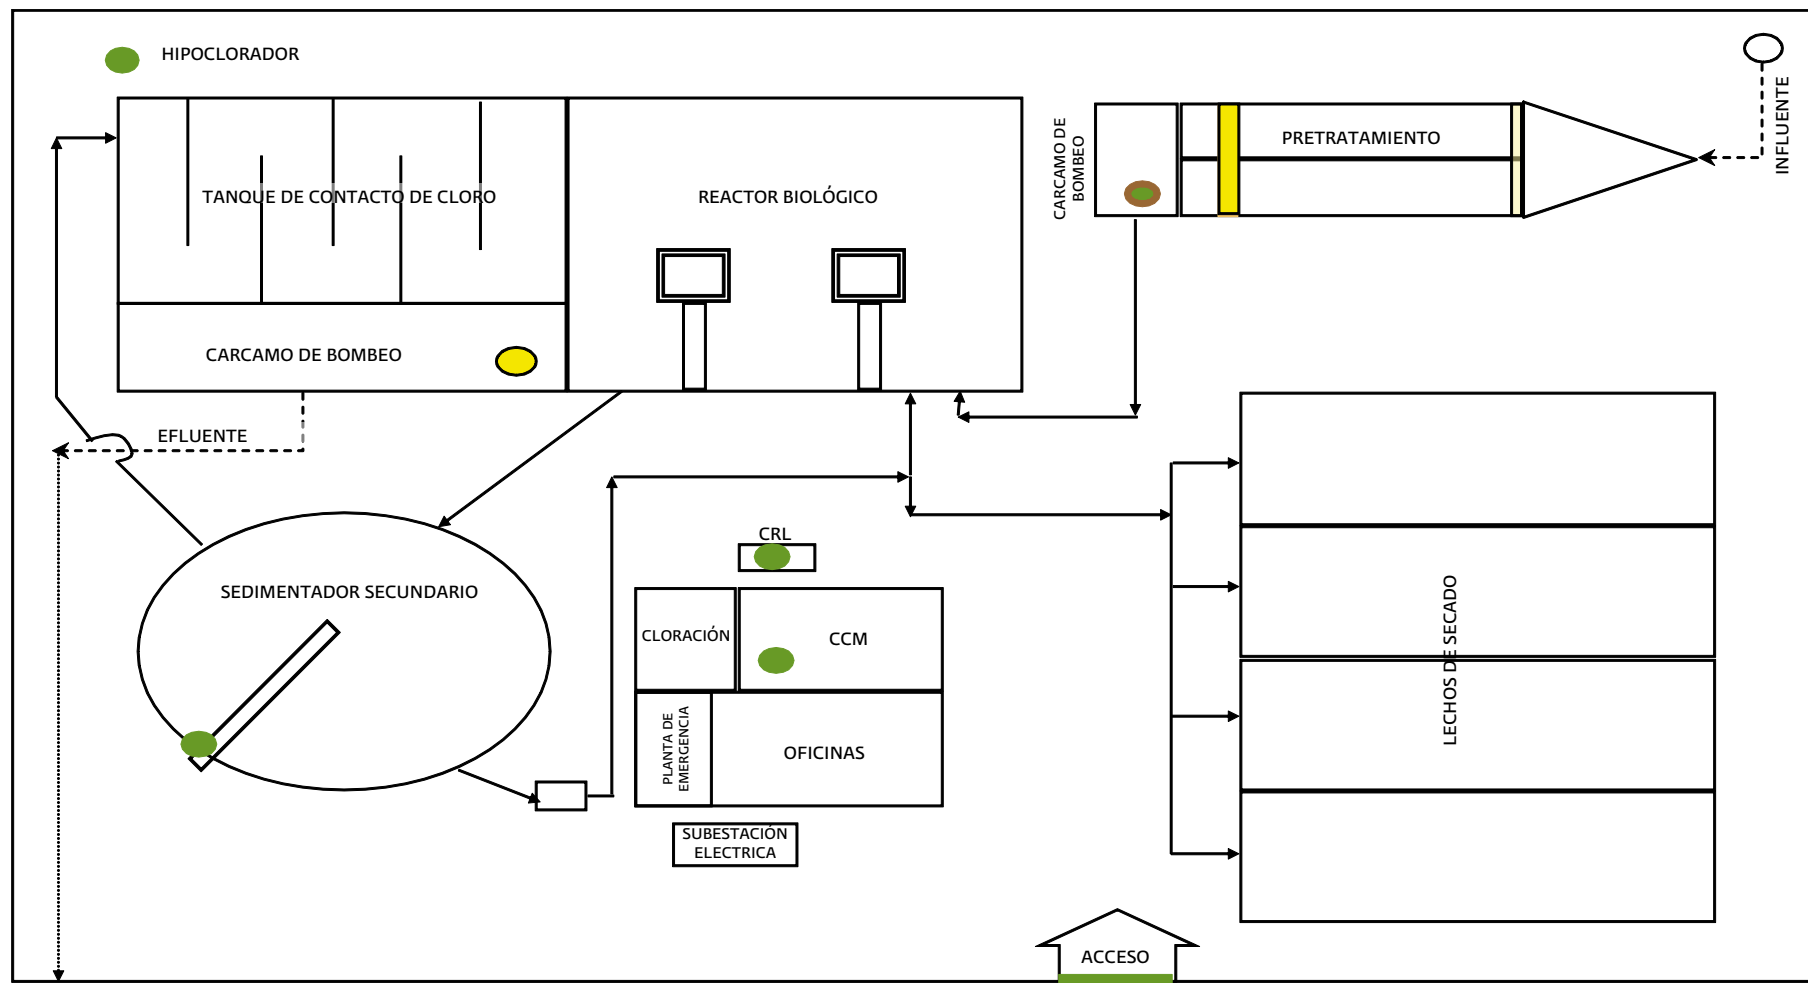 HIPOCLORADOR
INFLUENTE
CARCAMO DE
BOMBEO
PRETRATAMIENTO
TANQUE DE CONTACTO DE CLORO
REACTOR BIOLÓGICO
CARCAMO DE BOMBEO
EFLUENTE
CRL
SEDIMENTADOR SECUNDARIO
CLORACIÓN
CCM
LECHOS DE SECADO
PLANTA DE
EMERGENCIA
OFICINAS
SUBESTACIÓN
ELECTRICA
ACCESO